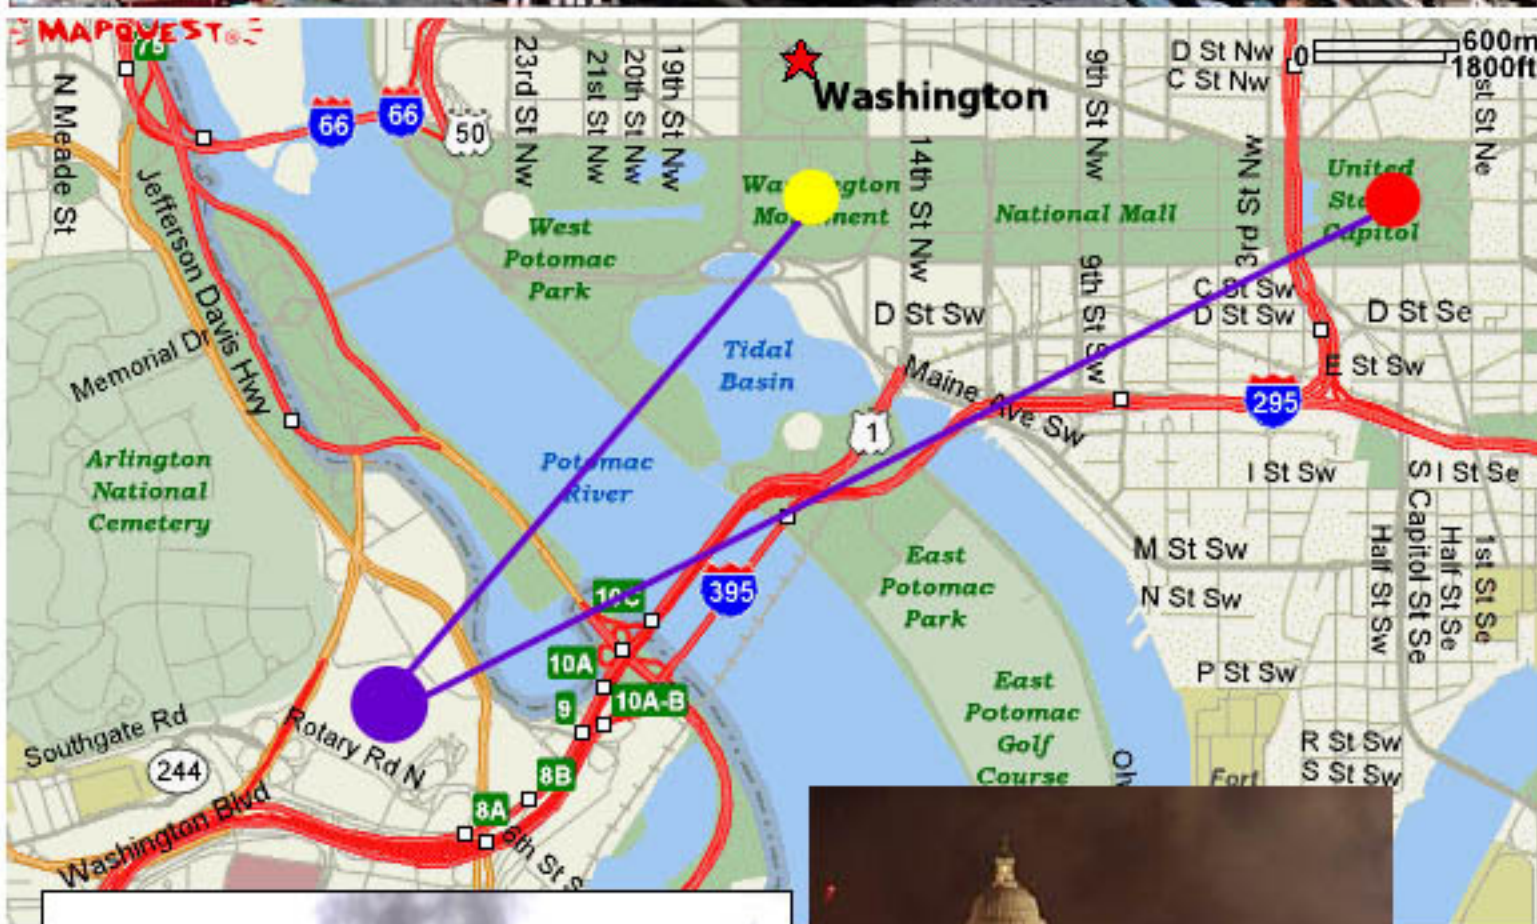 MAPQUEST®
75
66
66
50
N Meade St
23rd St Nw
21st St Nw
20th St Nw
19th St Nw
Washington
9th St Nw
D St Nw
C St Nw
0
600m
1800ft
st St Ne
14th St Nw
3rd St Nw
Jefferson Davis Hwy
West
Potomac
Park
Monument
National Mall
United
Capitol
Memorial Dr
D St Sw
9th St Sw
C St Sw
D St Sw
D St Se
E St Sw
Tidal
Basin
Maine Ave Sw
1
295
Arlington
National
Cemetery
Potomac
River
I St Sw
I St Se
S Capitol St Se
Half St Sw
Half St Se
1st St Se
M St Sw
N St Sw
P St Sw
R St Sw
S St Sw
East
Potomac
Park
395
10C
10A
10A-B
9
8B
8A
East
Potomac
Golf
Course
Fort
Southgate Rd
Rotary Rd N
244
Washington Blvd
6th St S